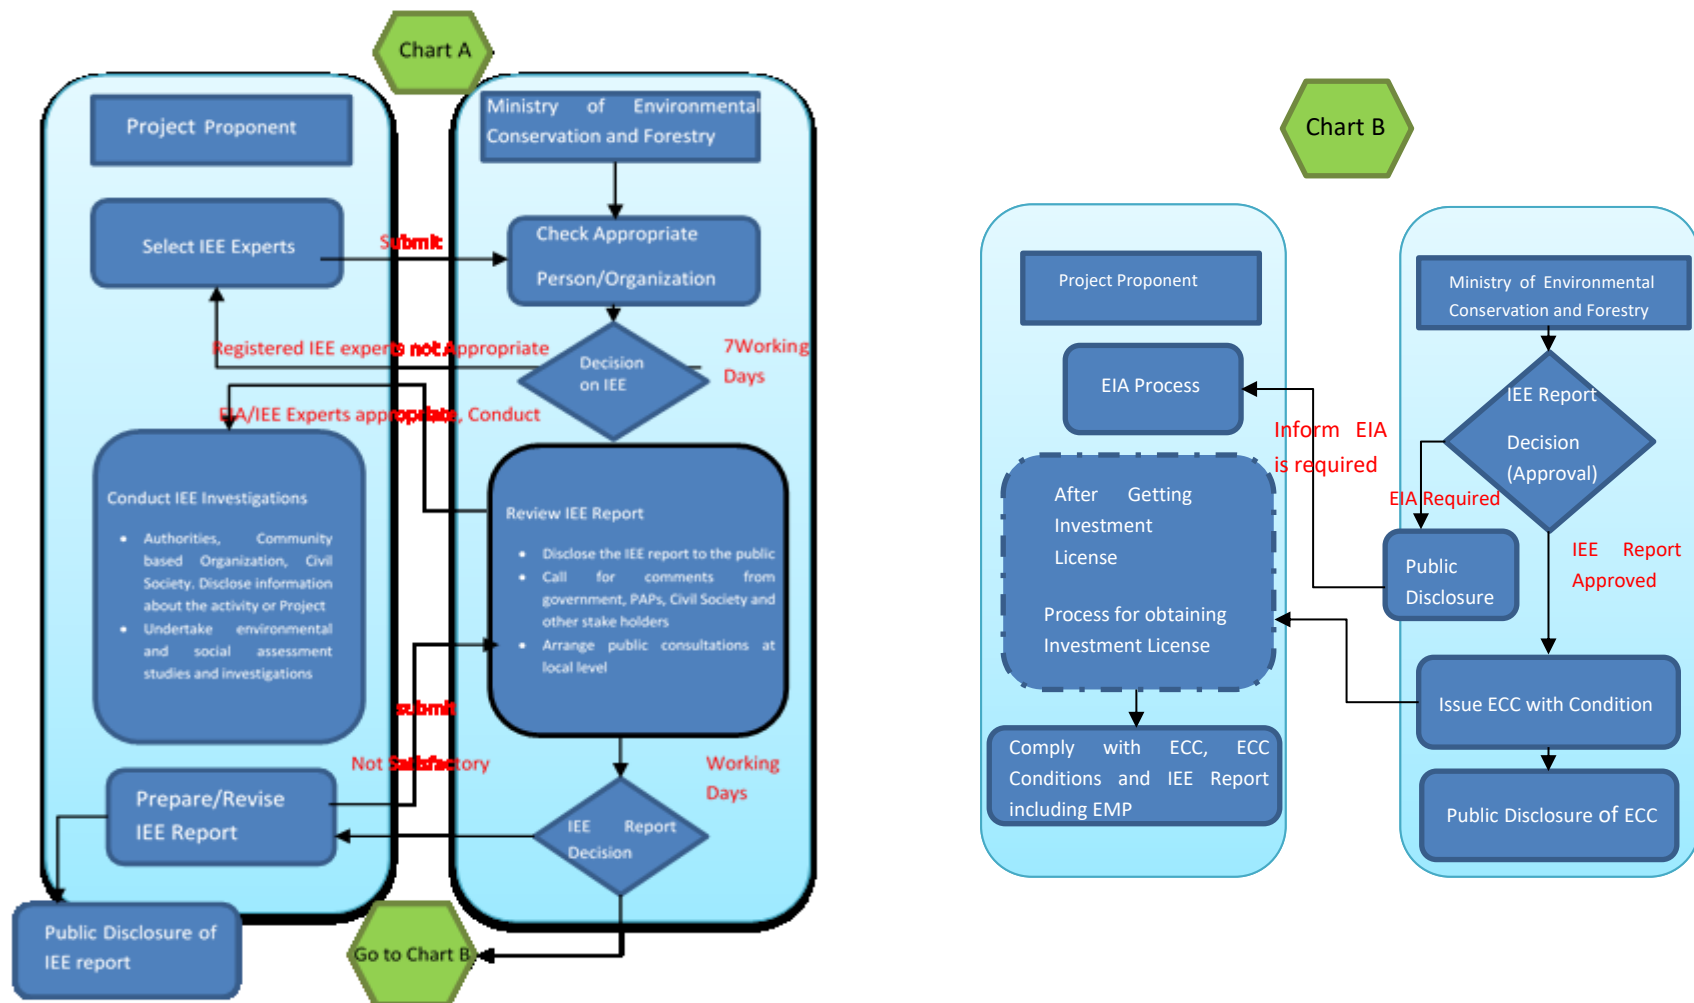 Chart A
Project Proponent
Ministry of Environmental
Conservation and Forestry
Select IEE Experts
Submit
Check Appropriate
Person/Organization
Registered IEE experts not Appropriate
Decision
on IEE
7Working
Days
EIA/IEE Experts appropriate, Conduct
Conduct IEE Investigations
• Authorities, Community
based Organization, Civil
Society. Disclose information
about the activity or Project
• Undertake environmental
and social assessment
studies and investigations
Review IEE Report
• Disclose the IEE report to the public
• Call for comments from
government, PAPs, Civil Society and
other stake holders
• Arrange public consultations at
local level
submit
Not Satisfactory
Working
Days
Prepare/Revise
IEE Report
IEE Report
Decision
Public Disclosure of
IEE report
Go to Chart B
Chart B
Project Proponent
Ministry of Environmental
Conservation and Forestry
EIA Process
IEE Report
Decision
(Approval)
Inform EIA
is required
EIA Required
After Getting
Investment
License
Process for obtaining
Investment License
Public
Disclosure
IEE Report
Approved
Issue ECC with Condition
Comply with ECC, ECC
Conditions and IEE Report
including EMP
Public Disclosure of ECC